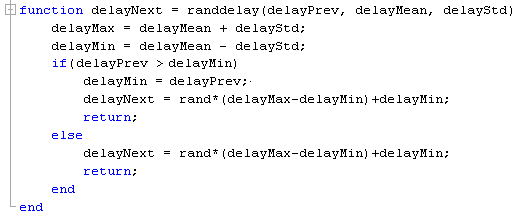 function delayNext = randdelay(delayPrev, delayMean, delayStd)
    delayMax = delayMean + delayStd;
    delayMin = delayMean - delayStd;
    if(delayPrev > delayMin)
        delayMin = delayPrev;
        delayNext = rand*(delayMax-delayMin)+delayMin;
        return;
    else
        delayNext = rand*(delayMax-delayMin)+delayMin;
        return;
    end
end